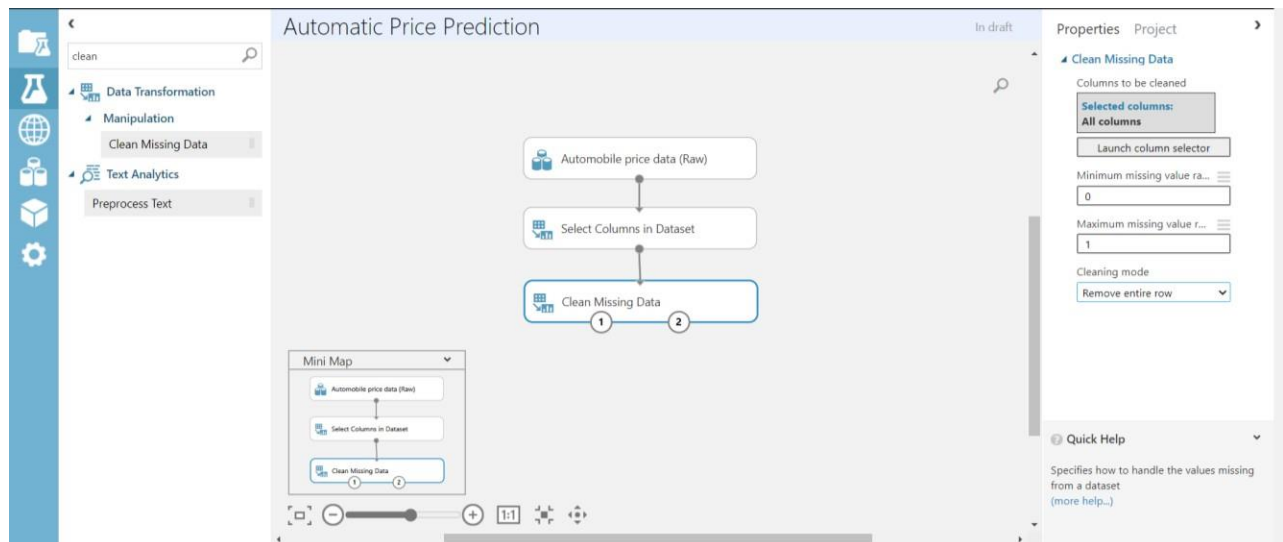 Automatic Price Prediction
In draft
clean
Data Transformation
Manipulation
Clean Missing Data
Text Analytics
Preprocess Text
Automobile price data (Raw)
Select Columns in Dataset
Clean Missing Data
1 2
Mini Map
Automobile price data (Raw)
Select Columns in Dataset
Clean Missing Data
1 2
1:1
Properties Project
Clean Missing Data
Columns to be cleaned
Selected columns:
All columns
Launch column selector
Minimum missing value ra...
0
Maximum missing value r...
1
Cleaning mode
Remove entire row
Quick Help
Specifies how to handle the values missing
from a dataset
(more help...)